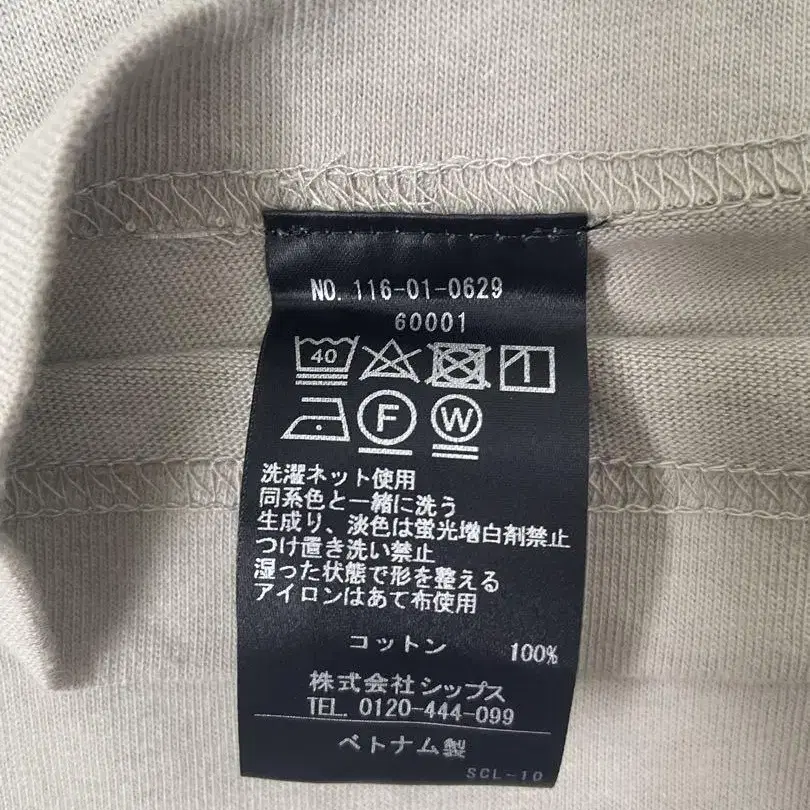 NO. 116-01-0629
60001
40
F W
洗濯ネット使用
同系色と一緒に洗う
生成り、淡色は蛍光増白剤禁止
つけ置き洗い禁止
湿った状態で形を整える
アイロンはあて布使用
コットン 100%
株式会社シップス
TEL. 0120-444-099
ベトナム製
SCL-10